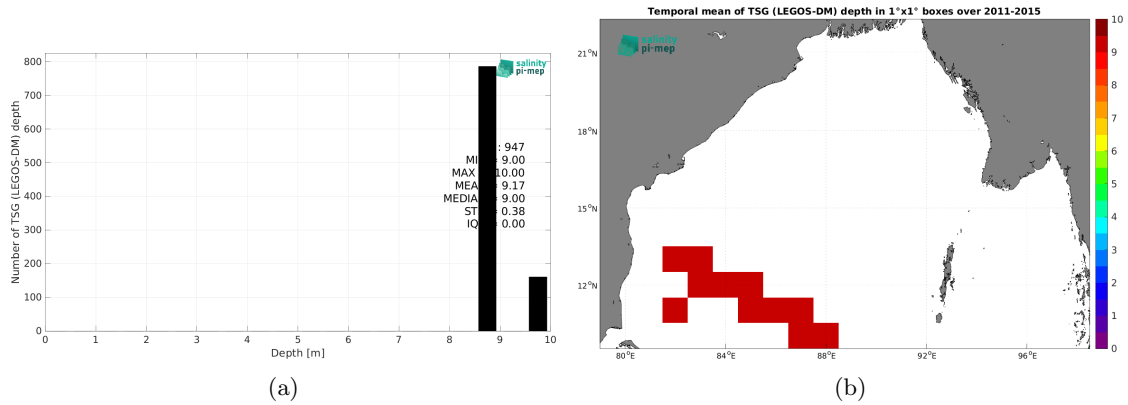 800
700
600
500
400
300
200
100
0
Number of TSG (LEGOS-DM) depth
salinity
pi-mep
: 947
9.00
MAX 10.00
9.17
9.00
0.38
0.00
0 1 2 3 4 5 6 7 8 9 10
Depth [m]
(a)
Temporal mean of TSG (LEGOS-DM) depth in 1°x1° boxes over 2011-2015
salinity
pi-mep
21°N
18°N
15°N
12°N
80°E 84°E 88°E 92°E 96°E
10
9
8
7
6
5
4
3
2
1
0
(b)